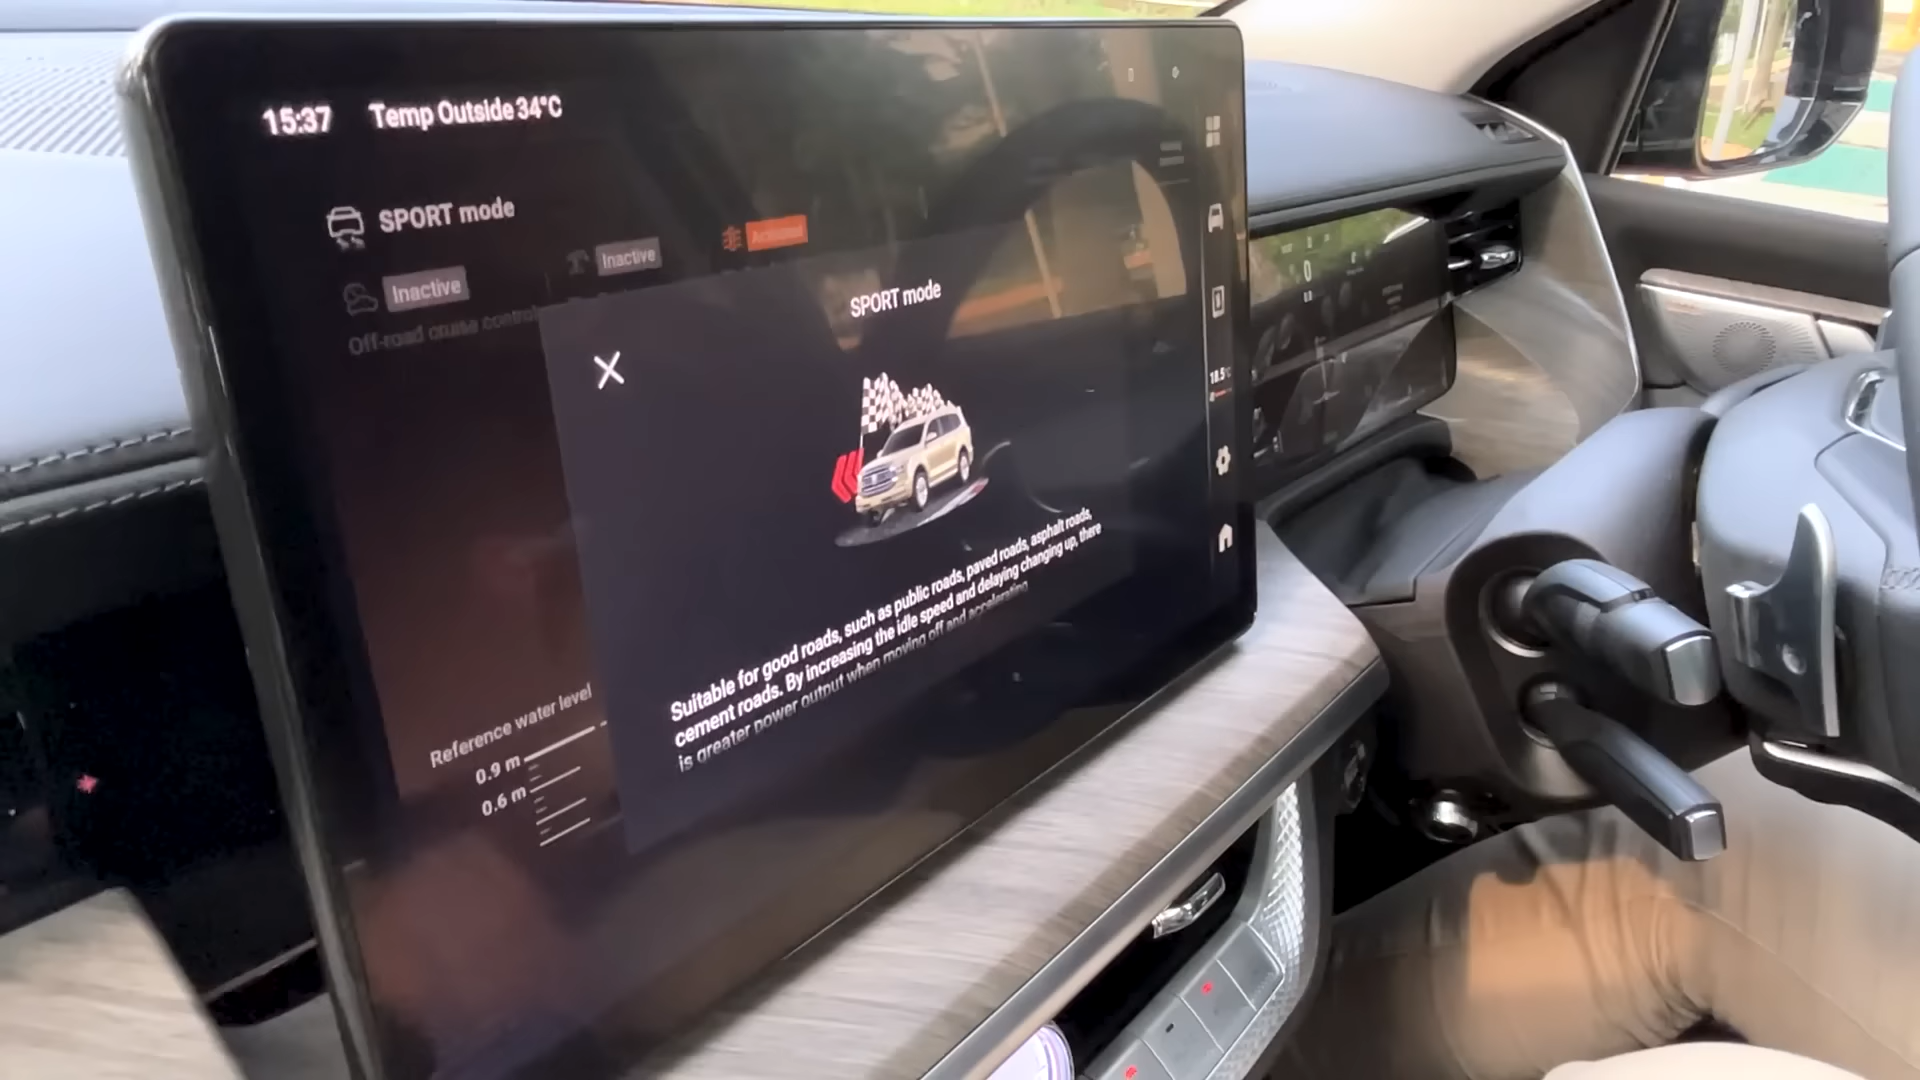 15:37 Temp Outside 34°C
SPORT mode
Inactive
Inactive
Activated
Off-road cruise control
SPORT mode
18.5
0
Suitable for good roads, such as public roads, paved roads, asphalt roads,
cement roads. By increasing the idle speed and delaying changing up, there
is greater power output when moving off and accelerating
Reference water level
0.9 m
0.6 m